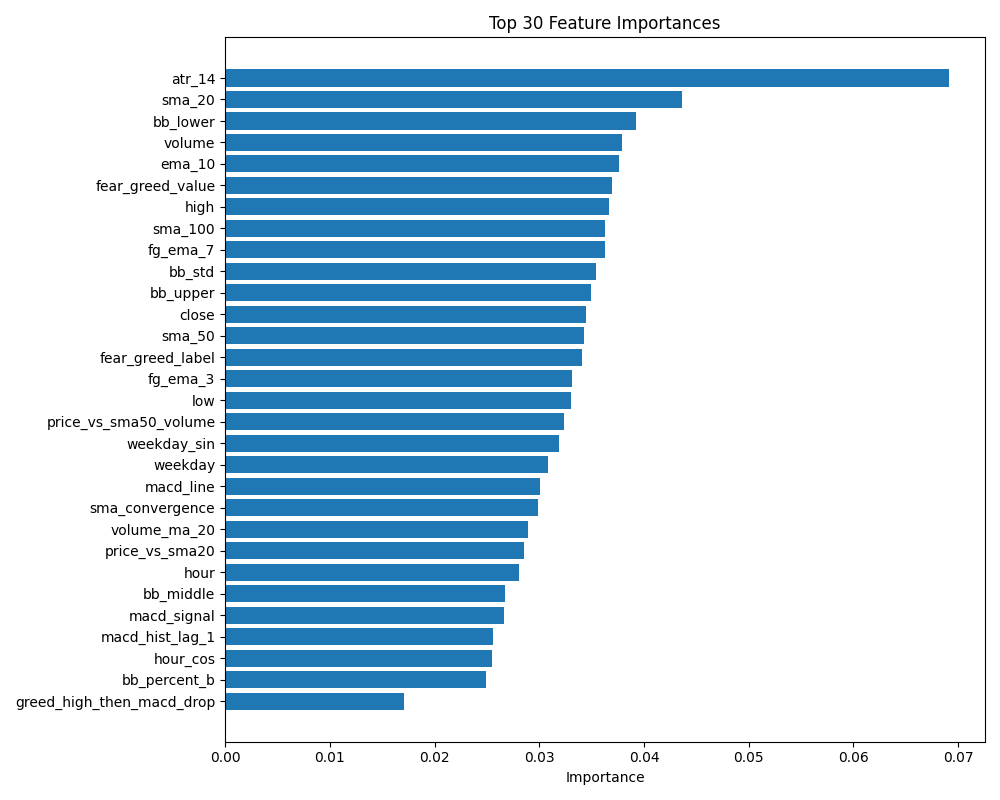 Top 30 Feature Importances
atr_14
sma_20
bb_lower
volume
ema_10
fear_greed_value
high
sma_100
fg_ema_7
bb_std
bb_upper
close
sma_50
fear_greed_label
fg_ema_3
low
price_vs_sma50_volume
weekday_sin
weekday
macd_line
sma_convergence
volume_ma_20
price_vs_sma20
hour
bb_middle
macd_signal
macd_hist_lag_1
hour_cos
bb_percent_b
greed_high_then_macd_drop
0.00 0.01 0.02 0.03 0.04 0.05 0.06 0.07
Importance